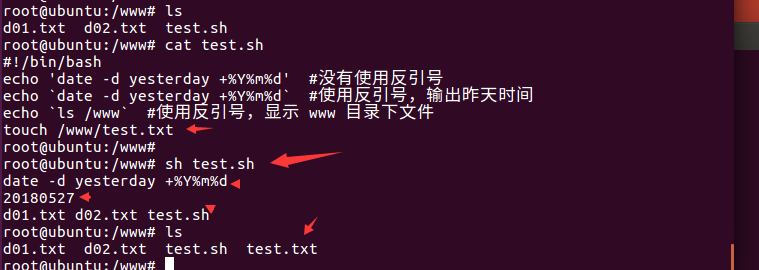 root@ubuntu:/www# ls
d01.txt  d02.txt  test.sh
root@ubuntu:/www# cat test.sh
#!/bin/bash
echo 'date -d yesterday +%Y%m%d'  #没有使用反引号
echo `date -d yesterday +%Y%m%d`  #使用反引号，输出昨天时间
echo `ls /www`  #使用反引号，显示 www 目录下文件
touch /www/test.txt
root@ubuntu:/www#
root@ubuntu:/www# sh test.sh
date -d yesterday +%Y%m%d
20180527
d01.txt d02.txt test.sh
root@ubuntu:/www# ls
d01.txt  d02.txt  test.sh  test.txt
root@ubuntu:/www#